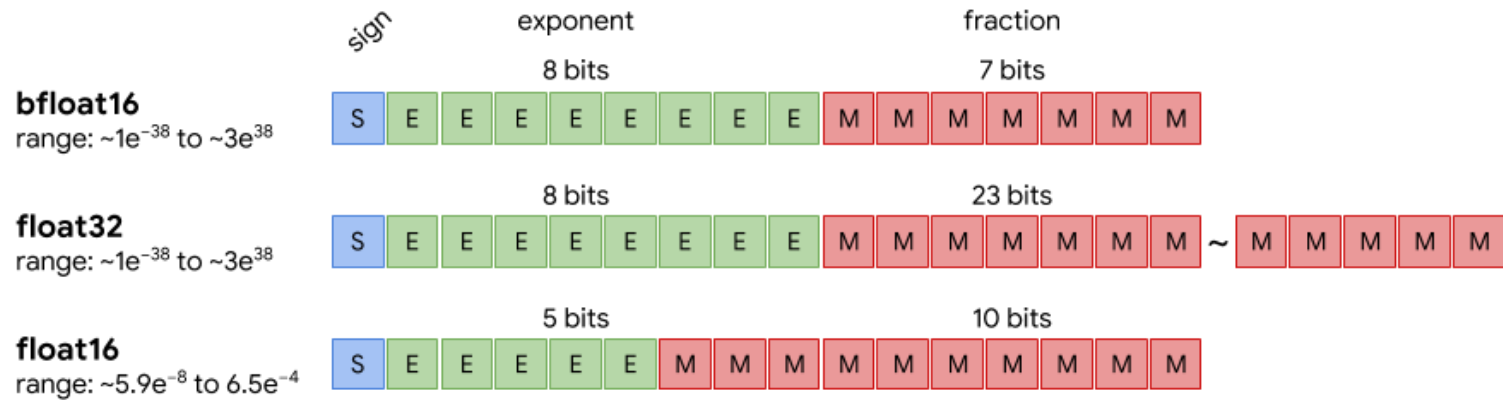 sign exponent fraction
8 bits 7 bits
bfloat16
S E E E E E E E E M M M M M M M
range: ~1e⁻³⁸ to ~3e³⁸
8 bits 23 bits
float32
S E E E E E E E E M M M M M M M ~ M M M M M
range: ~1e⁻³⁸ to ~3e³⁸
5 bits 10 bits
float16
S E E E E E M M M M M M M M M M
range: ~5.9e⁻⁸ to 6.5e⁻⁴